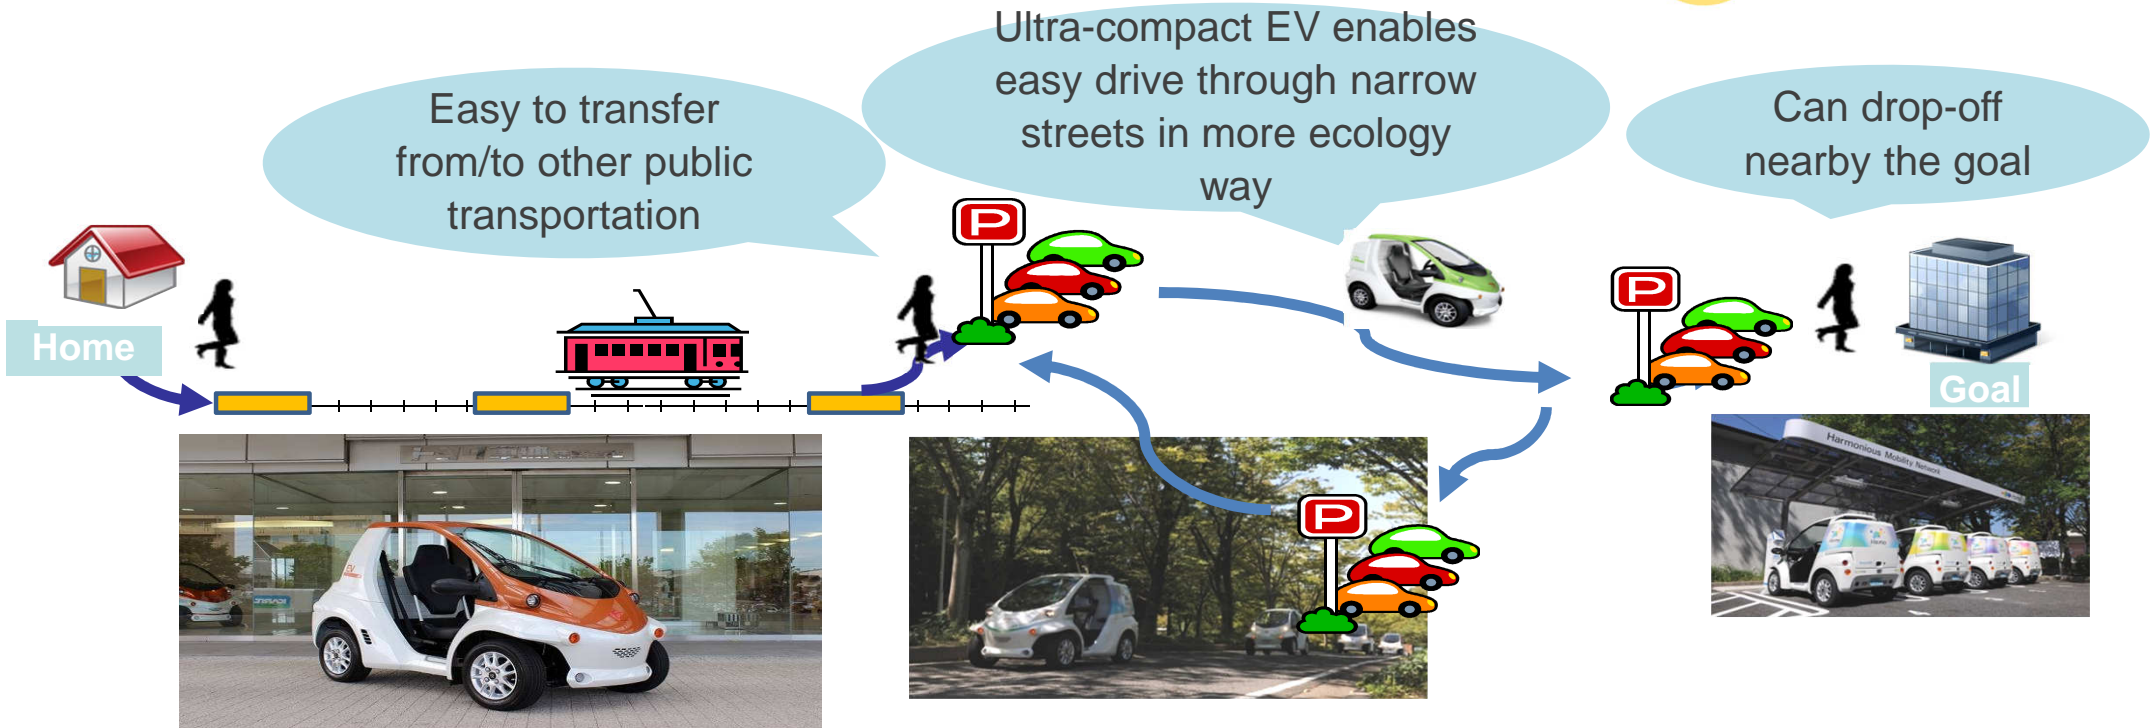 Easy to transfer
from/to other public
transportation
Ultra-compact EV enables
easy drive through narrow
streets in more ecology
way
Can drop-off
nearby the goal
P
P
Home
Goal
P
EV
Harmonious Mobility Network